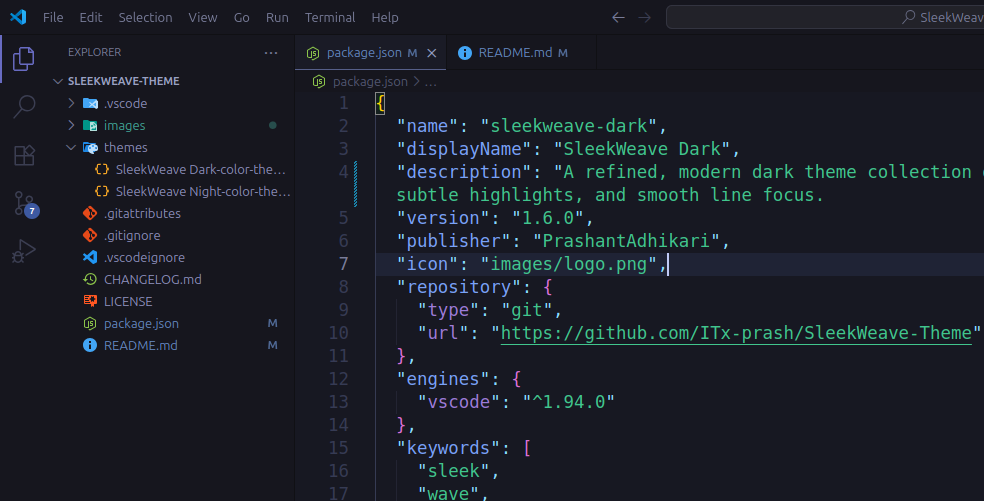 File Edit Selection View Go Run Terminal Help
SleekWeav
EXPLORER
SLEEKWEAVE-THEME
.vscode
images
themes
SleekWeave Dark-color-the...
SleekWeave Night-color-the...
.gitattributes
.gitignore
.vscodeignore
CHANGELOG.md
LICENSE
package.json M
README.md M
7
package.json M
README.md M
package.json > ...
1 {
2 "name": "sleekweave-dark",
3 "displayName": "SleekWeave Dark",
4 "description": "A refined, modern dark theme collection
subtle highlights, and smooth line focus.
5 "version": "1.6.0",
6 "publisher": "PrashantAdhikari",
7 "icon": "images/logo.png",
8 "repository": {
9 "type": "git",
10 "url": "https://github.com/ITx-prash/SleekWeave-Theme"
11 },
12 "engines": {
13 "vscode": "^1.94.0"
14 },
15 "keywords": [
16 "sleek",
17 "wave",